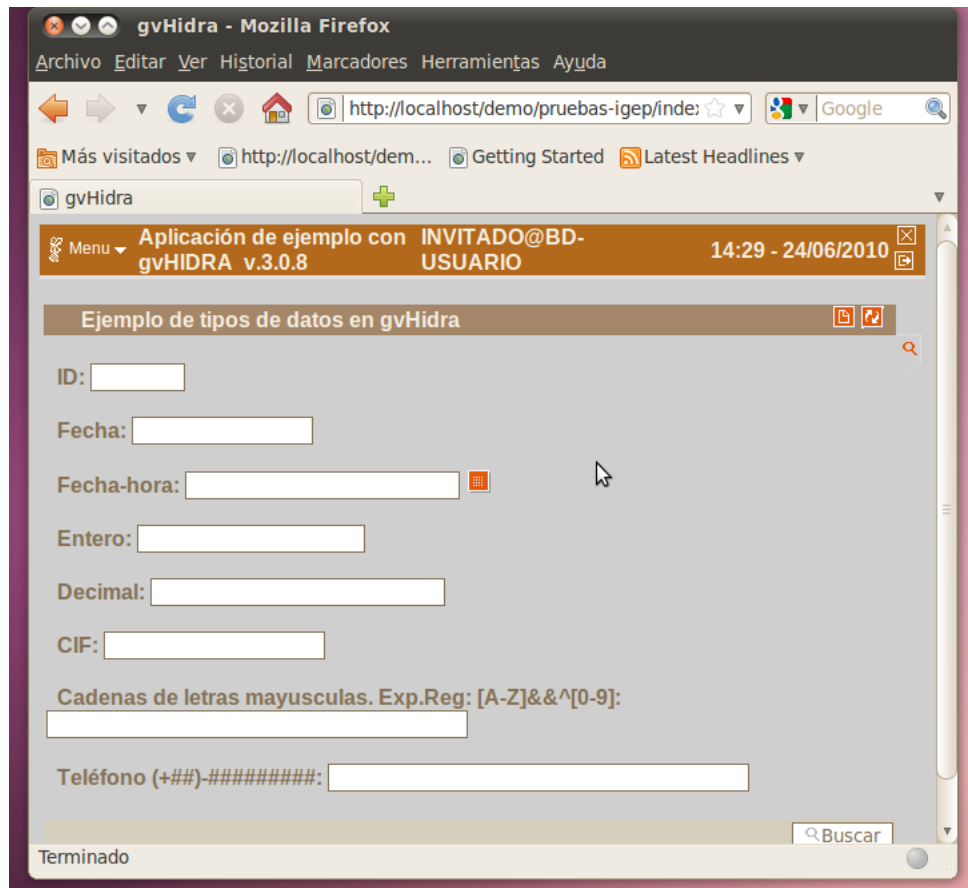 gvHidra - Mozilla Firefox
Archivo Editar Ver Historial Marcadores Herramientas Ayuda
http://localhost/demo/pruebas-igep/inde: Google
Más visitados http://localhost/dem... Getting Started Latest Headlines
gvHidra
Menu Aplicación de ejemplo con gvHIDRA v.3.0.8 INVITADO@BD-USUARIO 14:29 - 24/06/2010
Ejemplo de tipos de datos en gvHidra
ID:
Fecha:
Fecha-hora:
Entero:
Decimal:
CIF:
Cadenas de letras mayusculas. Exp.Reg: [A-Z]&&^[0-9]:
Teléfono (+##)-#########:
Buscar
Terminado